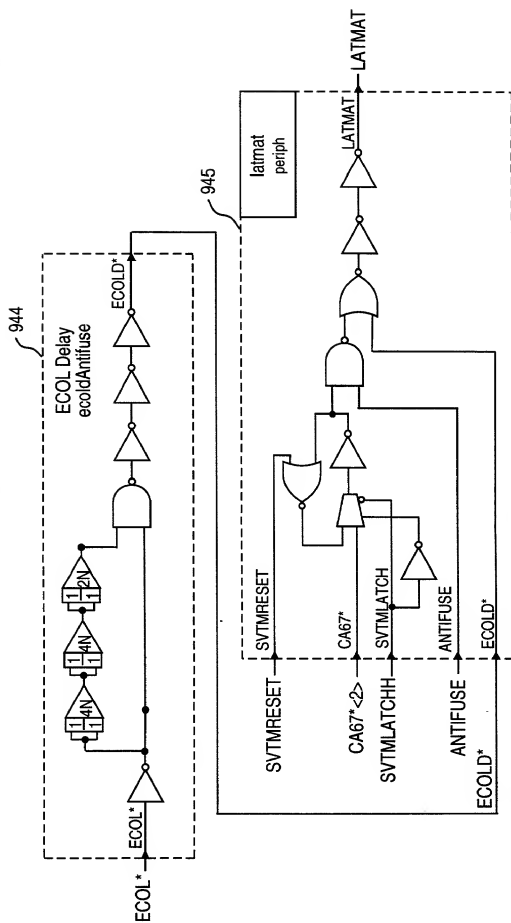 944
ECOL Delay
ecoldAntifuse
ECOL*
ECOL*
1
1
4N
1
1
4N
1
1
2N
ECOLD*
945
latmat
periph
SVTMRESET
SVTMRESET
CA67*<2>
CA67*
SVTMLATCHH
SVTMLATCH
ANTIFUSE
ANTIFUSE
ECOLD*
ECOLD*
LATMAT
LATMAT